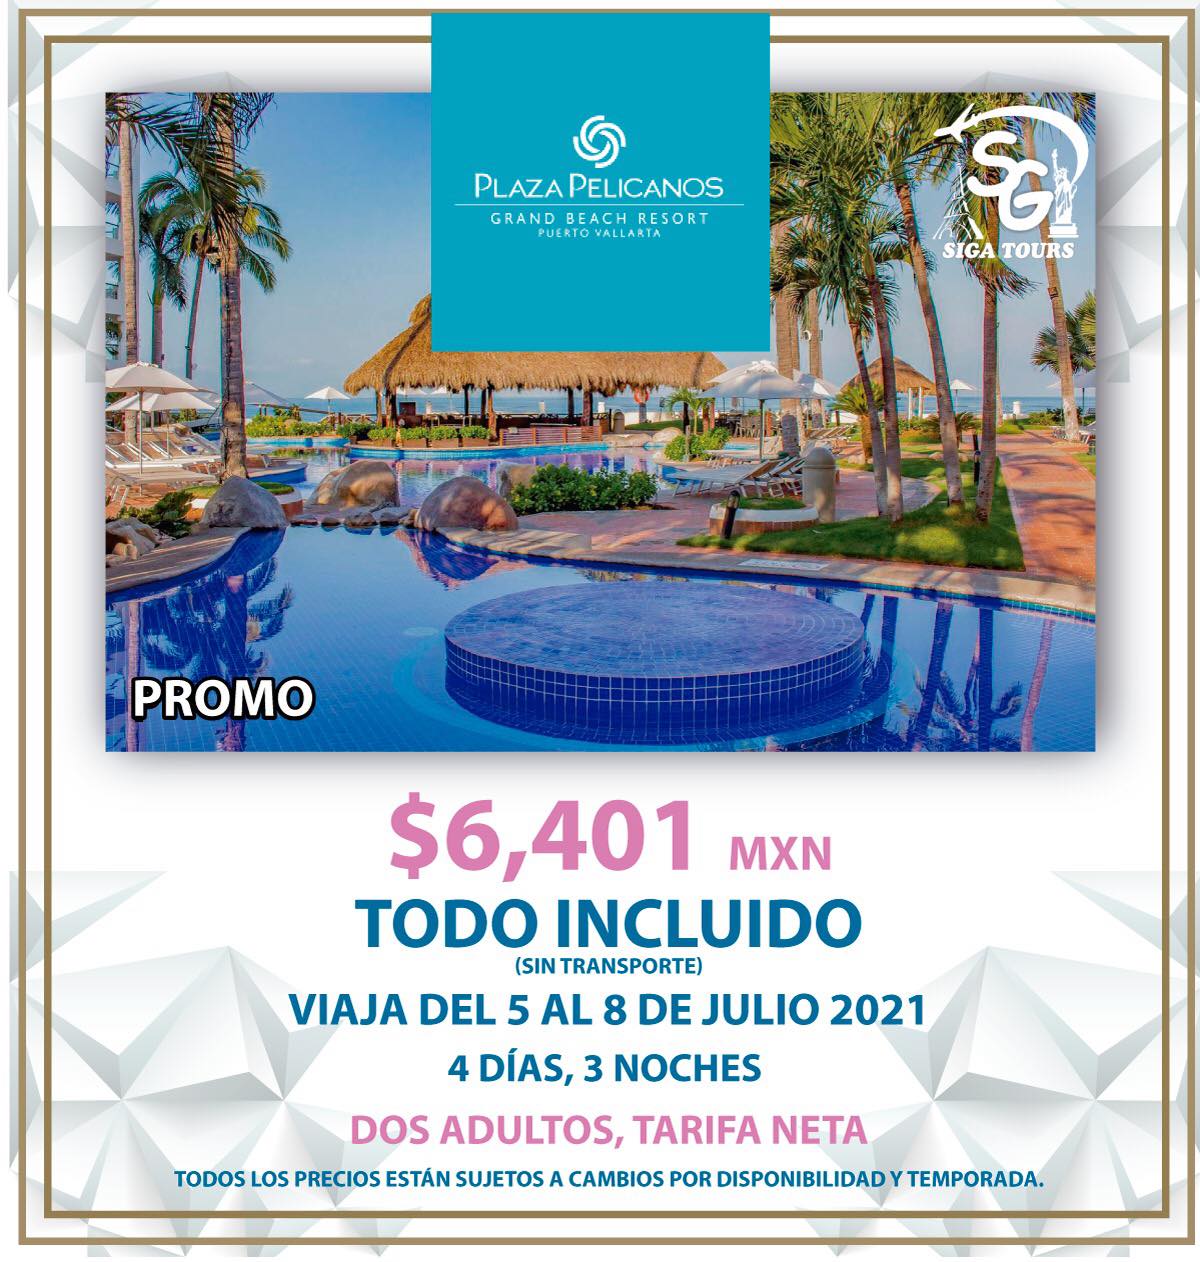 PLAZA PELICANOS
GRAND BEACH RESORT
PUERTO VALLARTA
SG
SIGA TOURS
PROMO
$6,401 MXN
TODO INCLUIDO
(SIN TRANSPORTE)
VIAJA DEL 5 AL 8 DE JULIO 2021
4 DÍAS, 3 NOCHES
DOS ADULTOS, TARIFA NETA
TODOS LOS PRECIOS ESTÁN SUJETOS A CAMBIOS POR DISPONIBILIDAD Y TEMPORADA.